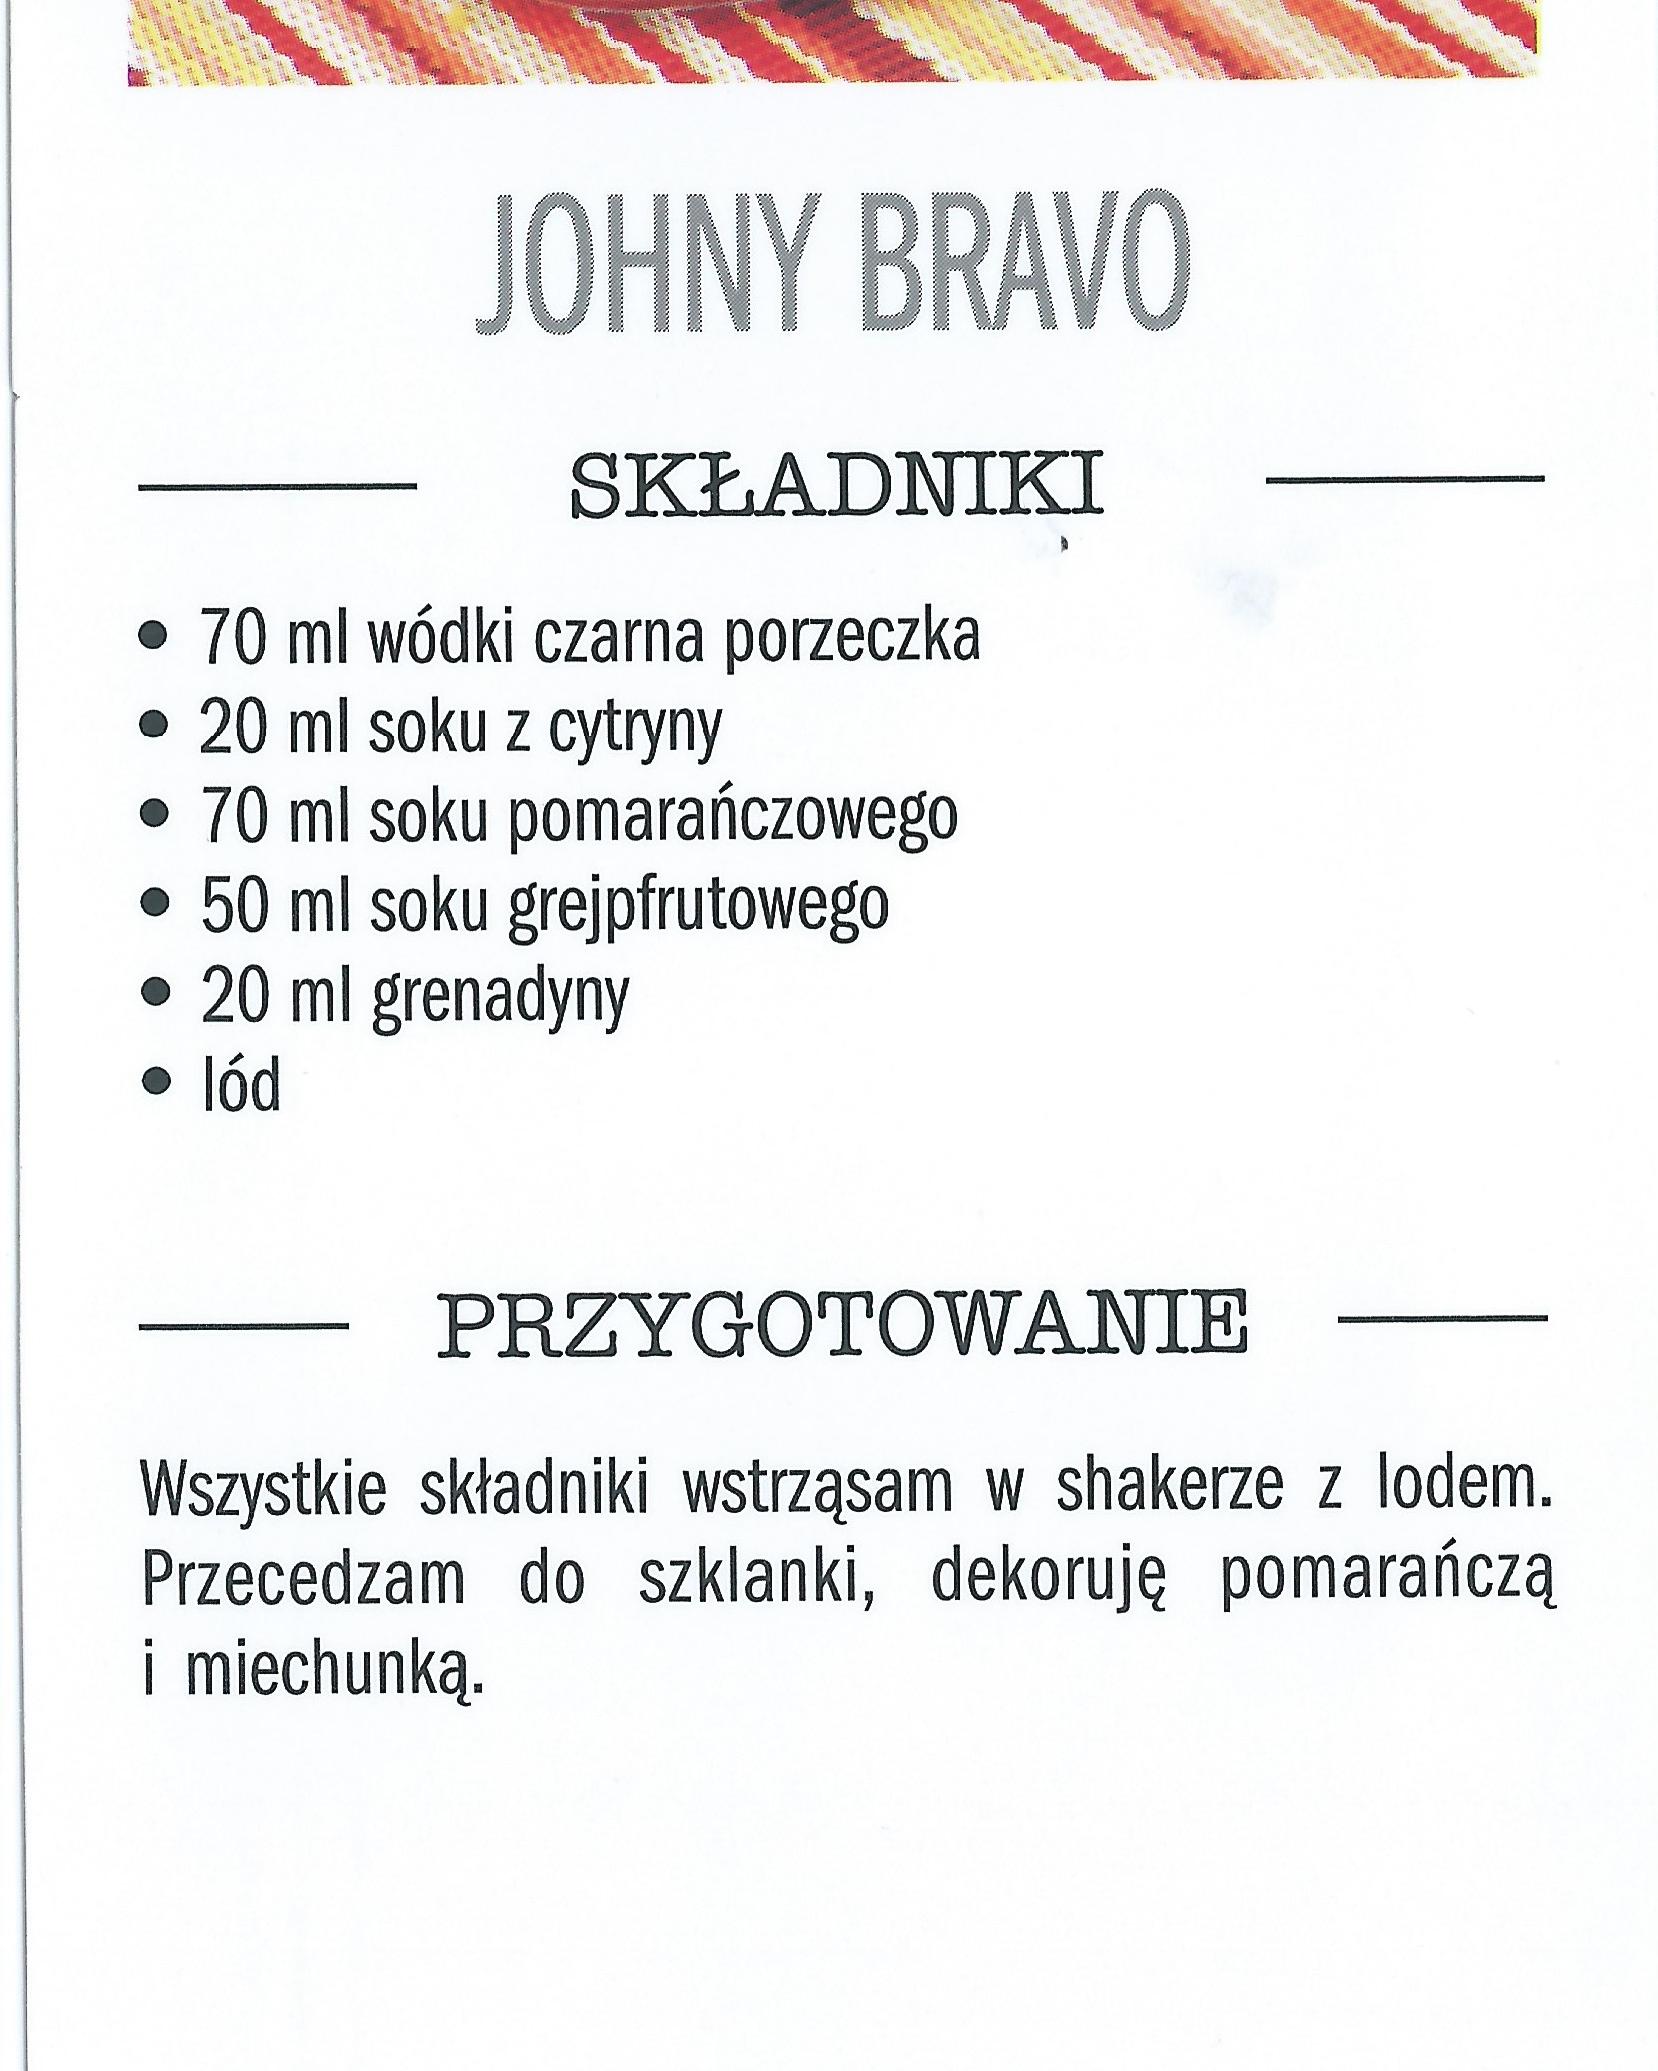 JOHNY BRAVO
SKŁADNIKI
• 70 ml wódki czarna porzeczka
• 20 ml soku z cytryny
• 70 ml soku pomarańczowego
• 50 ml soku grejpfrutowego
• 20 ml grenadyny
• lód
PRZYGOTOWANIE
Wszystkie składniki wstrząsam w shakerze z lodem.
Przecedzam do szklanki, dekoruję pomarańczą
i miechunką.